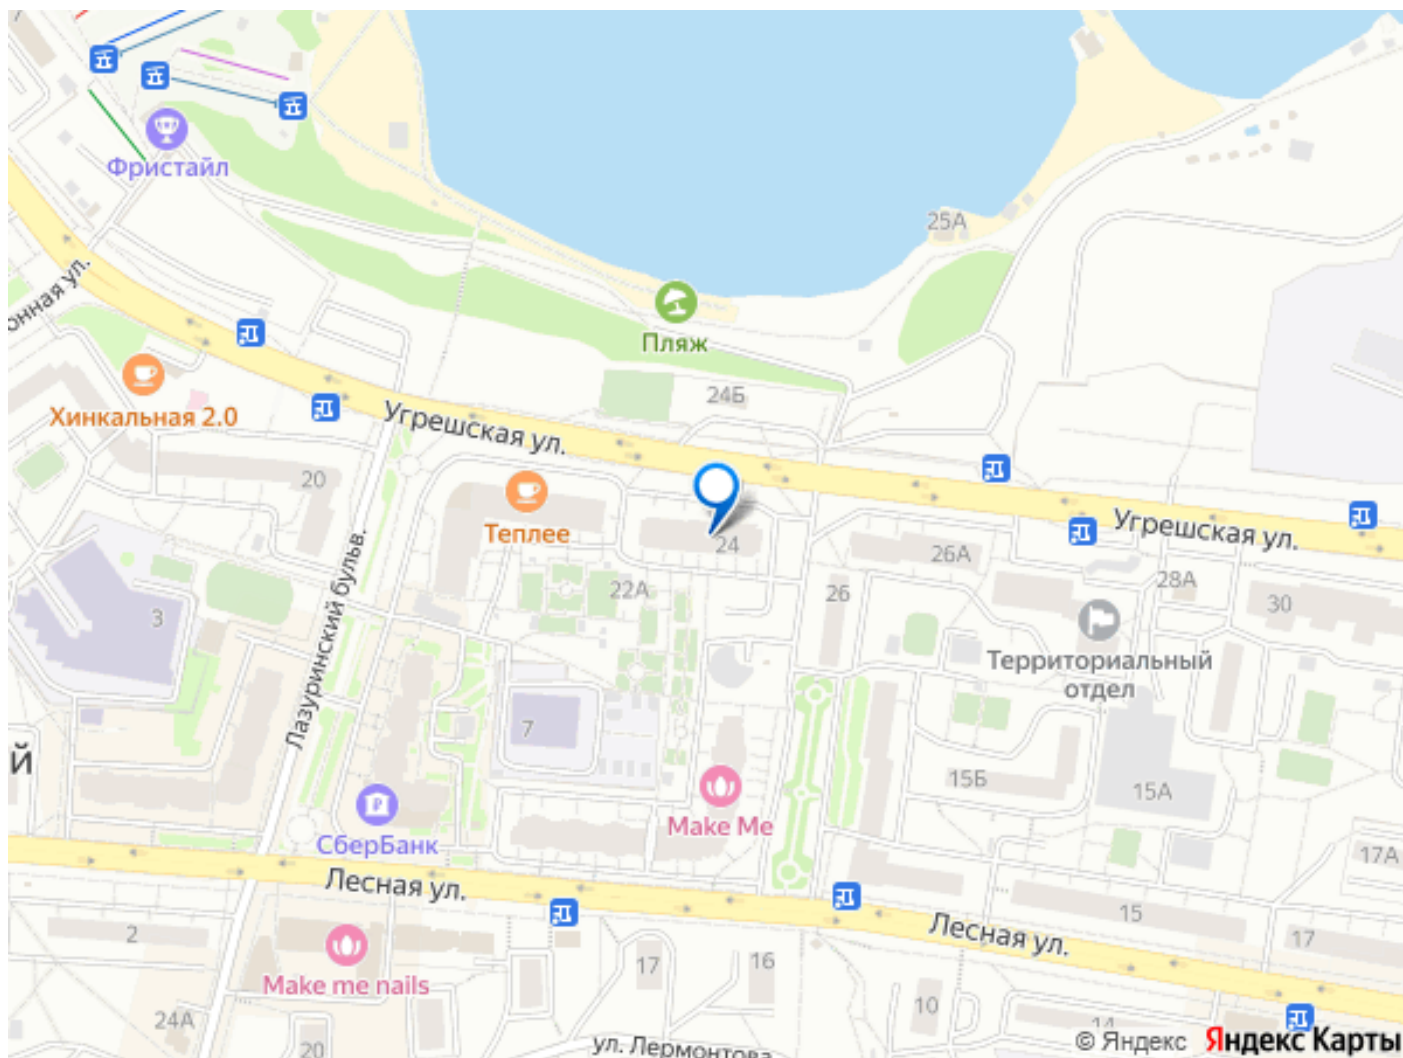 Фристайл
25А
онная ул.
Пляж
Хинкальная 2.0
24Б
Угрешская ул.
20
Теплее
24
Угрешская ул.
26А
28А
22А
26
30
3
Лазуринский бульв.
Территориальный
отдел
7
Й
15Б
15А
Make Me
СберБанк
17А
Лесная ул.
15
2
Лесная ул.
17
Make me nails
17
16
10
24А
14
20
ул. Лермонтова
© Яндекс Яндекс Карты